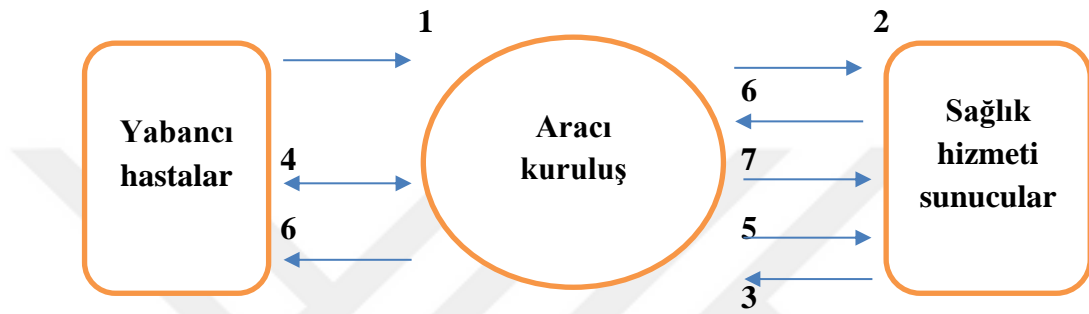 1
2
Yabancı
hastalar
4
6
Aracı
kuruluş
6
7
5
3
Sağlık
hizmeti
sunucular